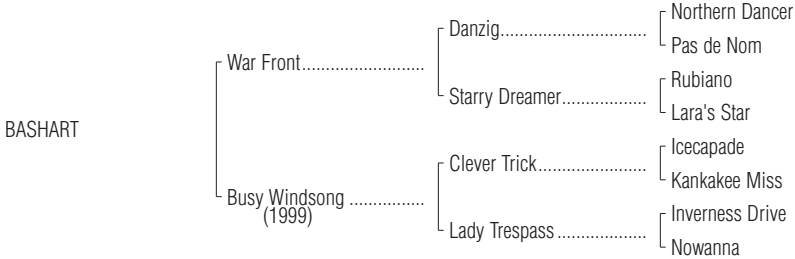 Northern Dancer
Danzig..............................
Pas de Nom
War Front.........................
Rubiano
Starry Dreamer..................
Lara's Star
BASHART
Icecapade
Clever Trick.......................
Kankakee Miss
Busy Windsong ................
(1999)
Inverness Drive
Lady Trespass ...................
Nowanna